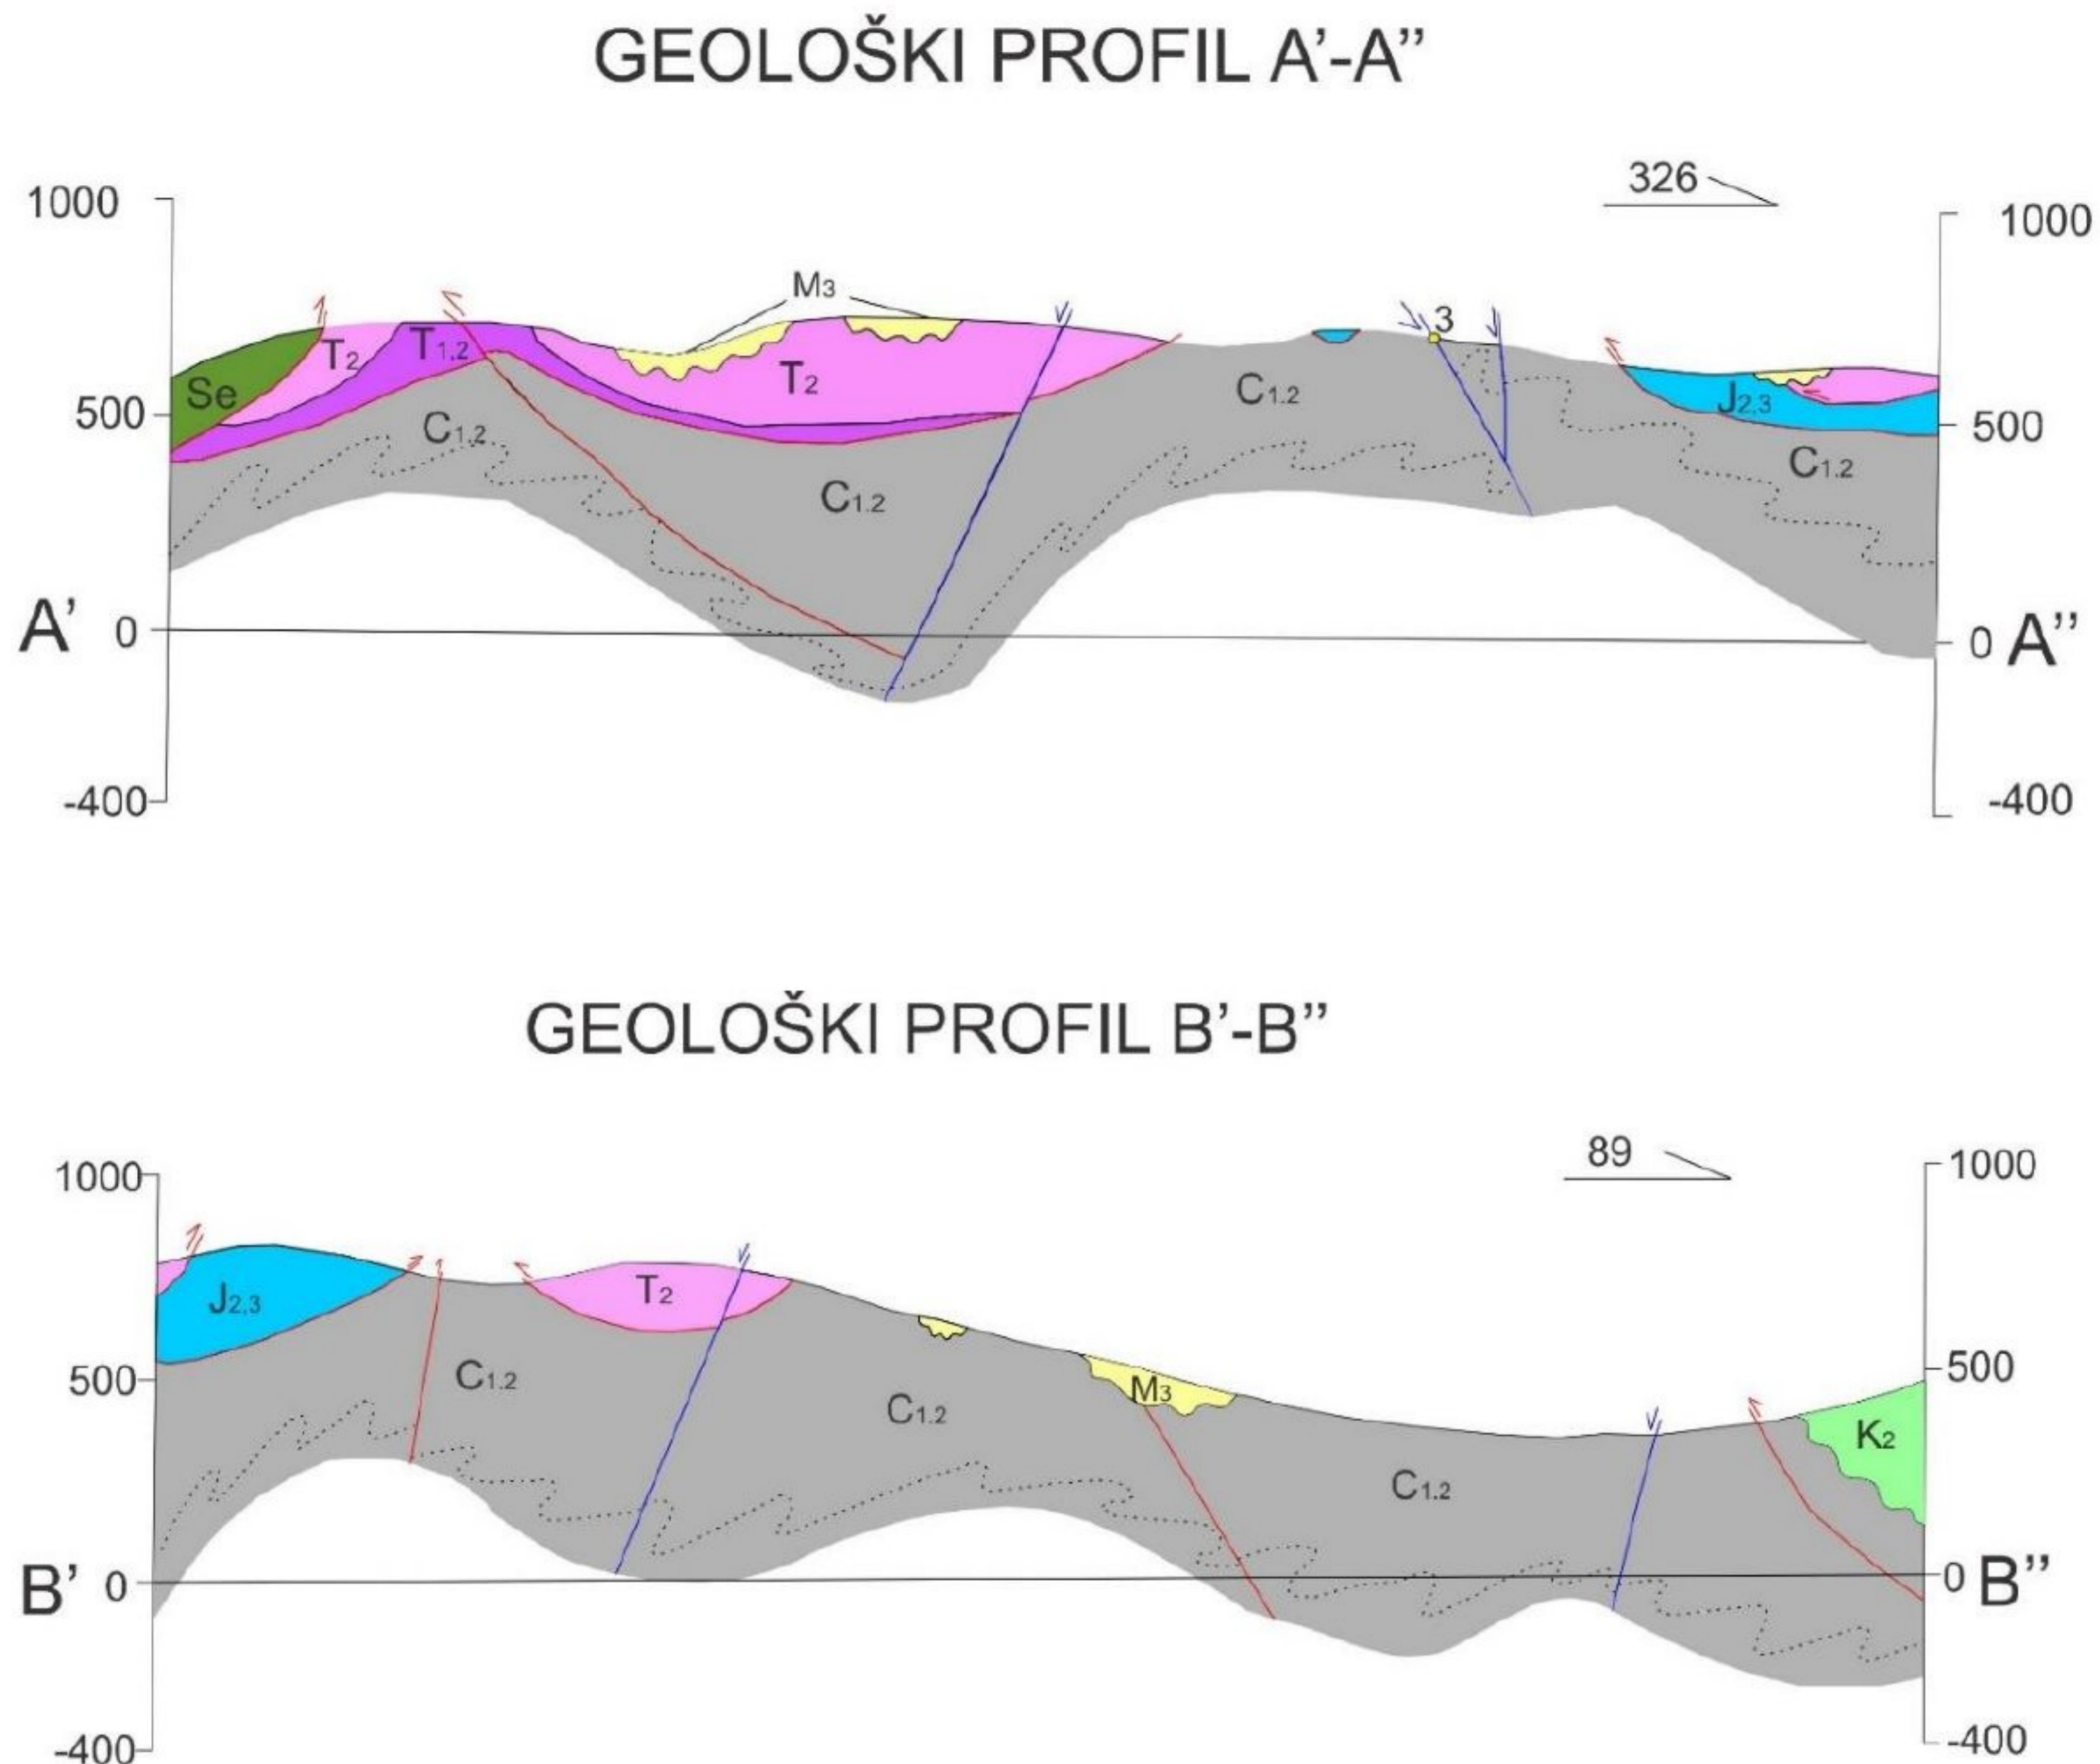 GEOLOŠKI PROFIL A’-A’’
326
1000
1000
M3
3
T2
T1,2
Se
T2
C1.2
J2,3
500
500
C1,2
C1.2
C1.2
A’
0
0
A’’
-400
-400
GEOLOŠKI PROFIL B’-B’’
89
1000
1000
J2,3
T2
500
500
C1.2
M3
C1.2
K2
C1.2
B’
0
0
B’’
-400
-400